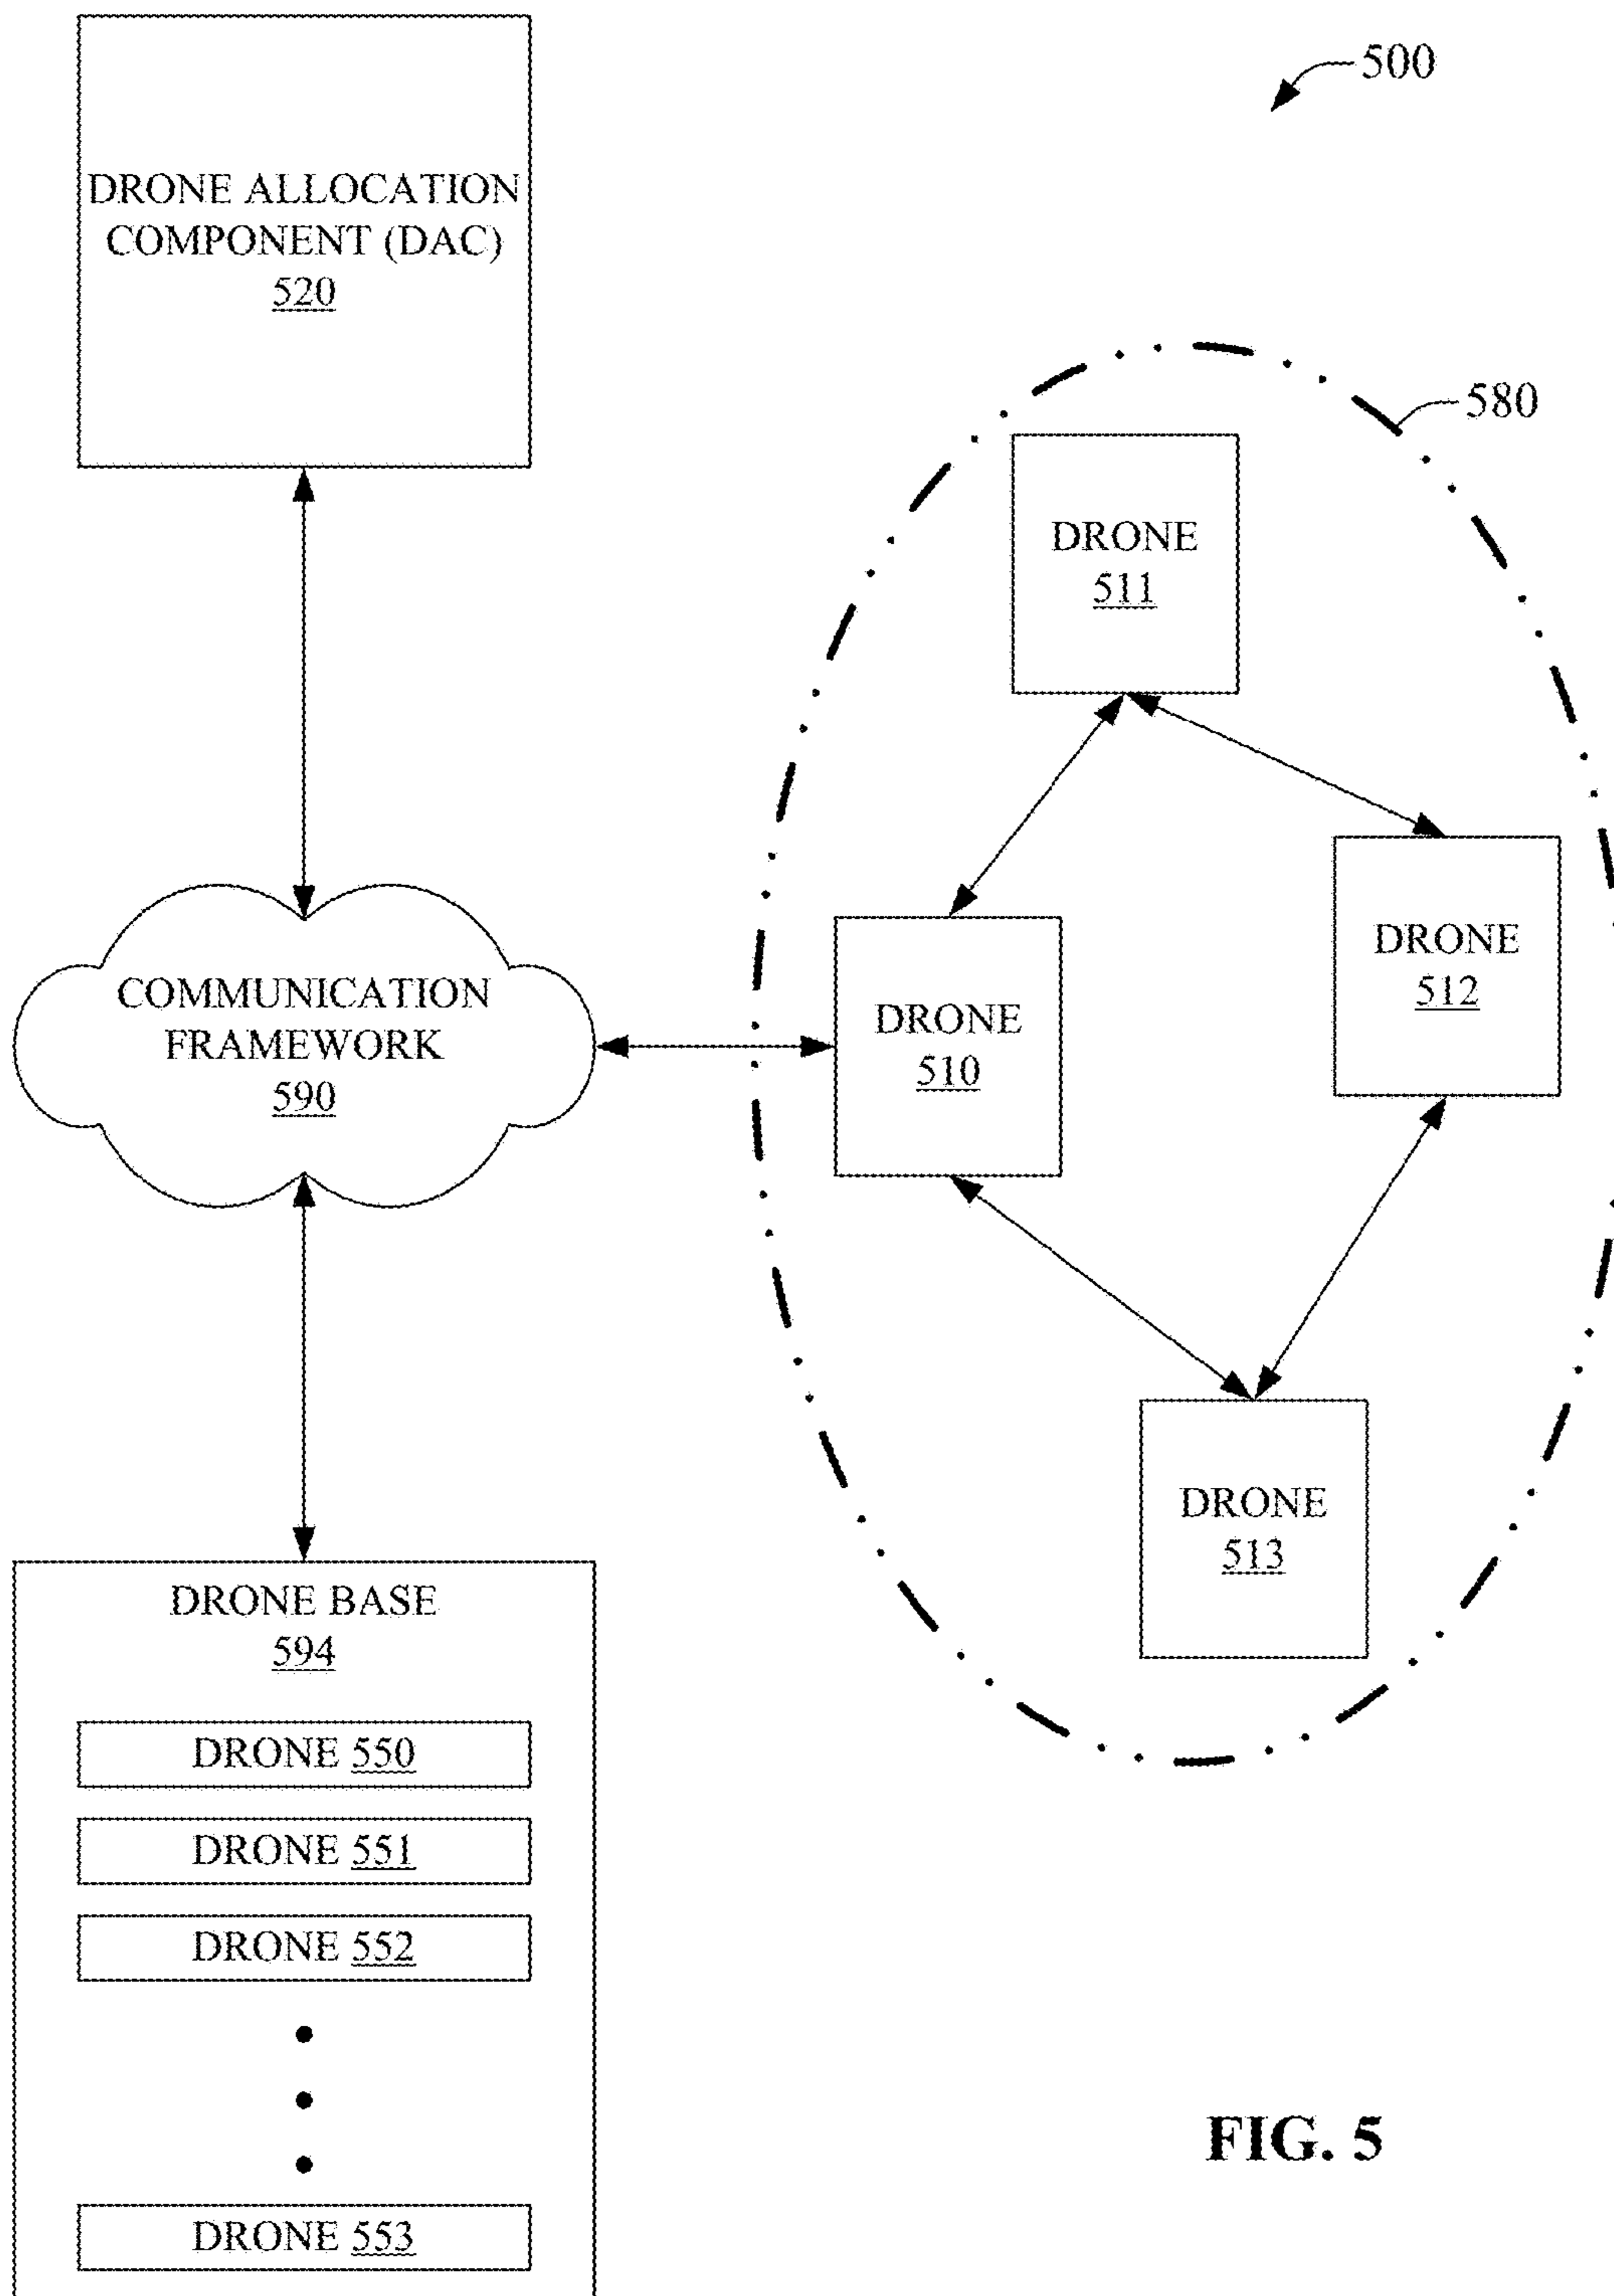 500
DRONE ALLOCATION
COMPONENT (DAC)
520
580
DRONE
511
DRONE
512
DRONE
510
COMMUNICATION
FRAMEWORK
590
DRONE
513
DRONE BASE
594
DRONE 550
DRONE 551
DRONE 552
DRONE 553
FIG. 5